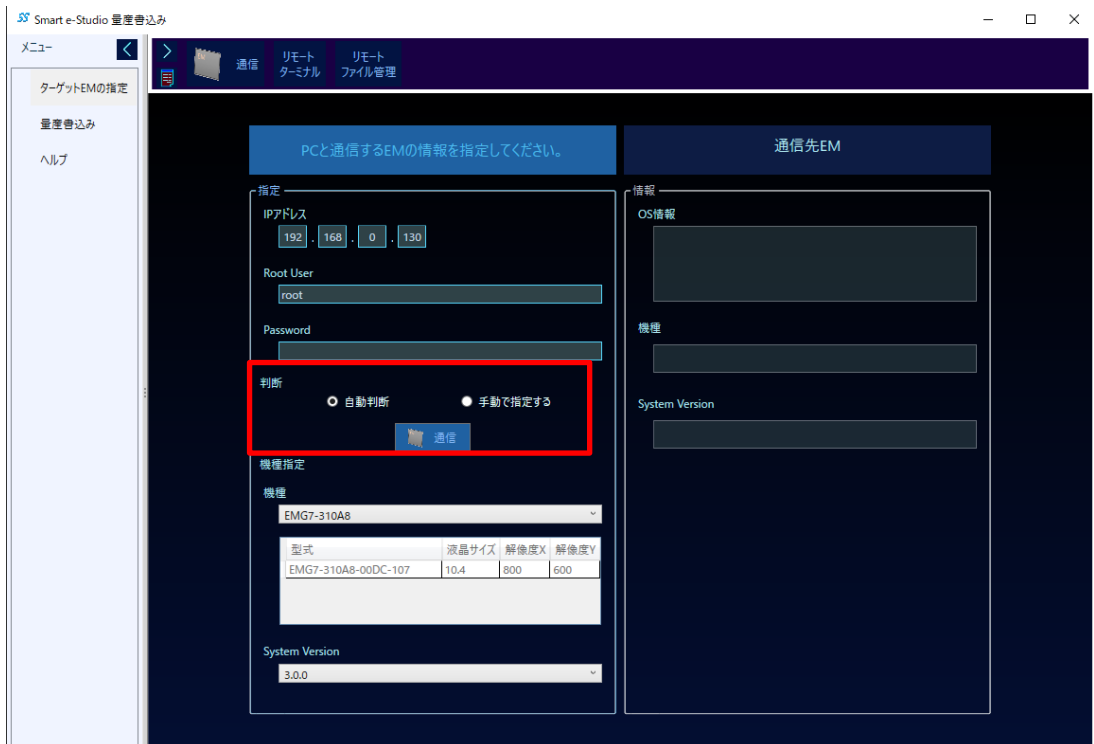 SS Smart e-Studio 量産書込み
メニュー
ターゲットEMの指定
量産書込み
ヘルプ
通信
リモート
ターミナル
リモート
ファイル管理
PCと通信するEMの情報を指定してください。
通信先EM
指定
IPアドレス
192 . 168 . 0 . 130
Root User
root
Password
判断
自動判断 手動で指定する
通信
機種指定
機種
EMG7-310A8
型式 液晶サイズ 解像度X 解像度Y
EMG7-310A8-00DC-107 10.4 800 600
System Version
3.0.0
情報
OS情報
機種
System Version